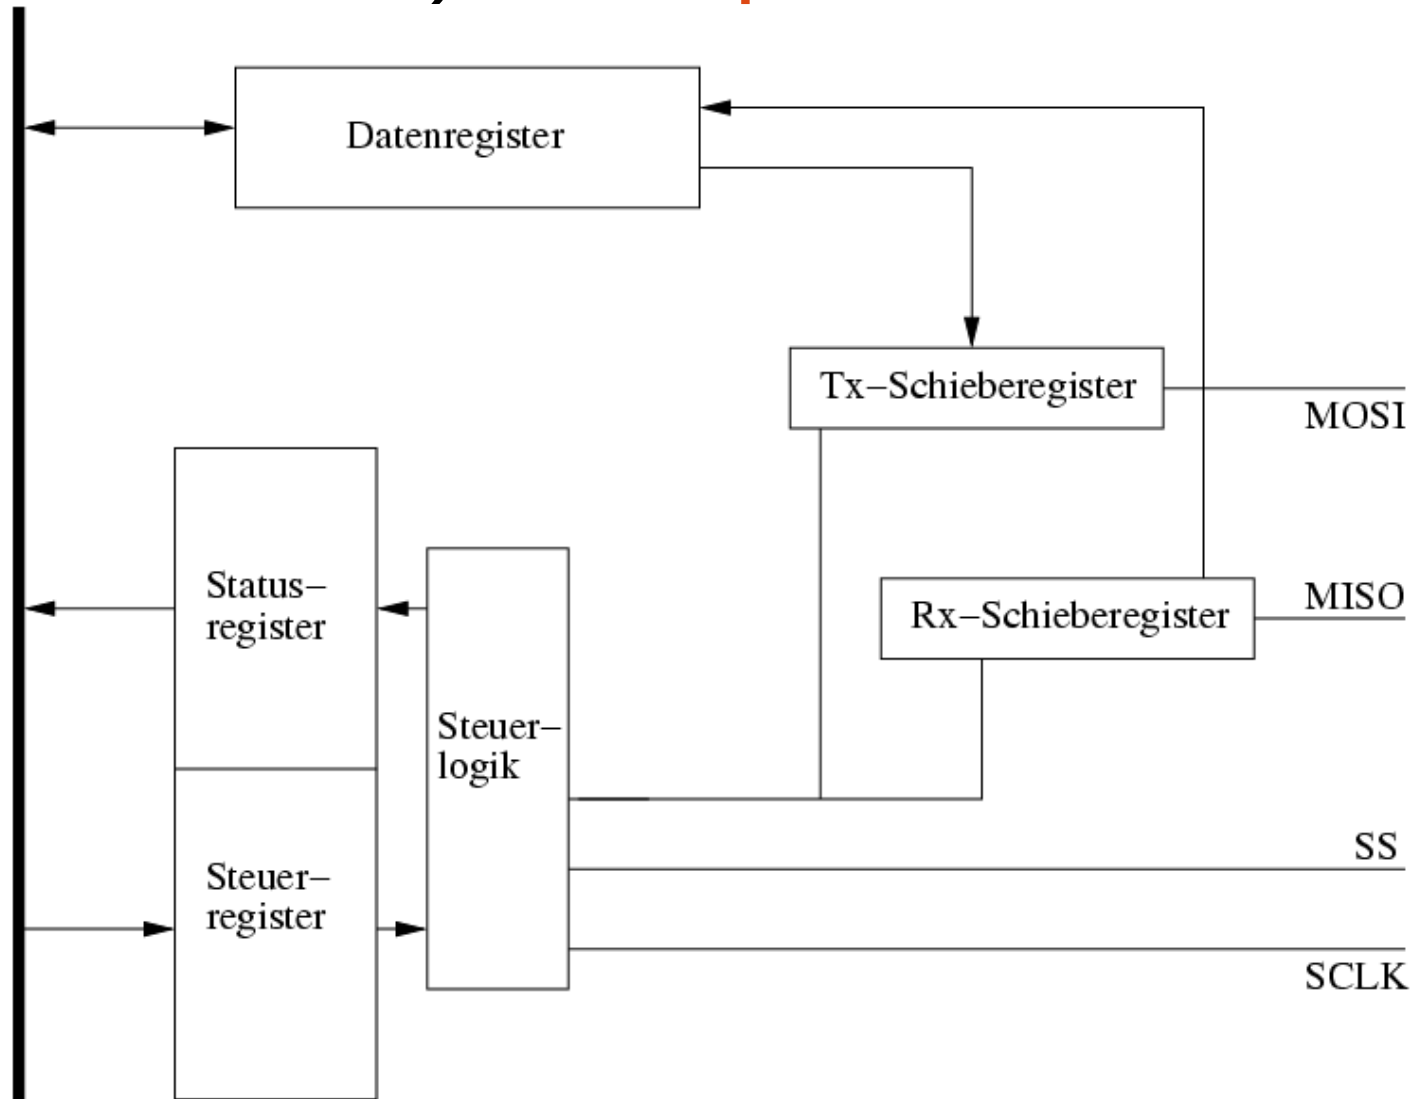 Datenregister
Tx–Schieberegister
MOSI
Status–
register
MISO
Rx–Schieberegister
Steuer–
logik
SS
Steuer–
register
SCLK